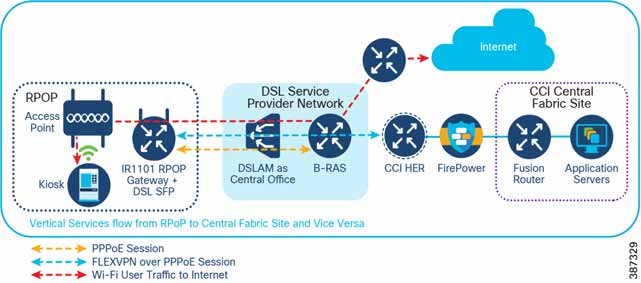 Internet
RPOP
Access
Point
Kiosk
IR1101 RPOP
Gateway +
DSL SFP
DSL Service
Provider Network
DSLAM as
Central Office
B-RAS
CCI HER
FirePower
CCI Central
Fabric Site
Fusion
Router
Application
Servers
Vertical Services flow from RPoP to Central Fabric Site and Vice Versa
PPPoE Session
FLEXVPN over PPPoE Session
Wi-Fi User Traffic to Internet
387329